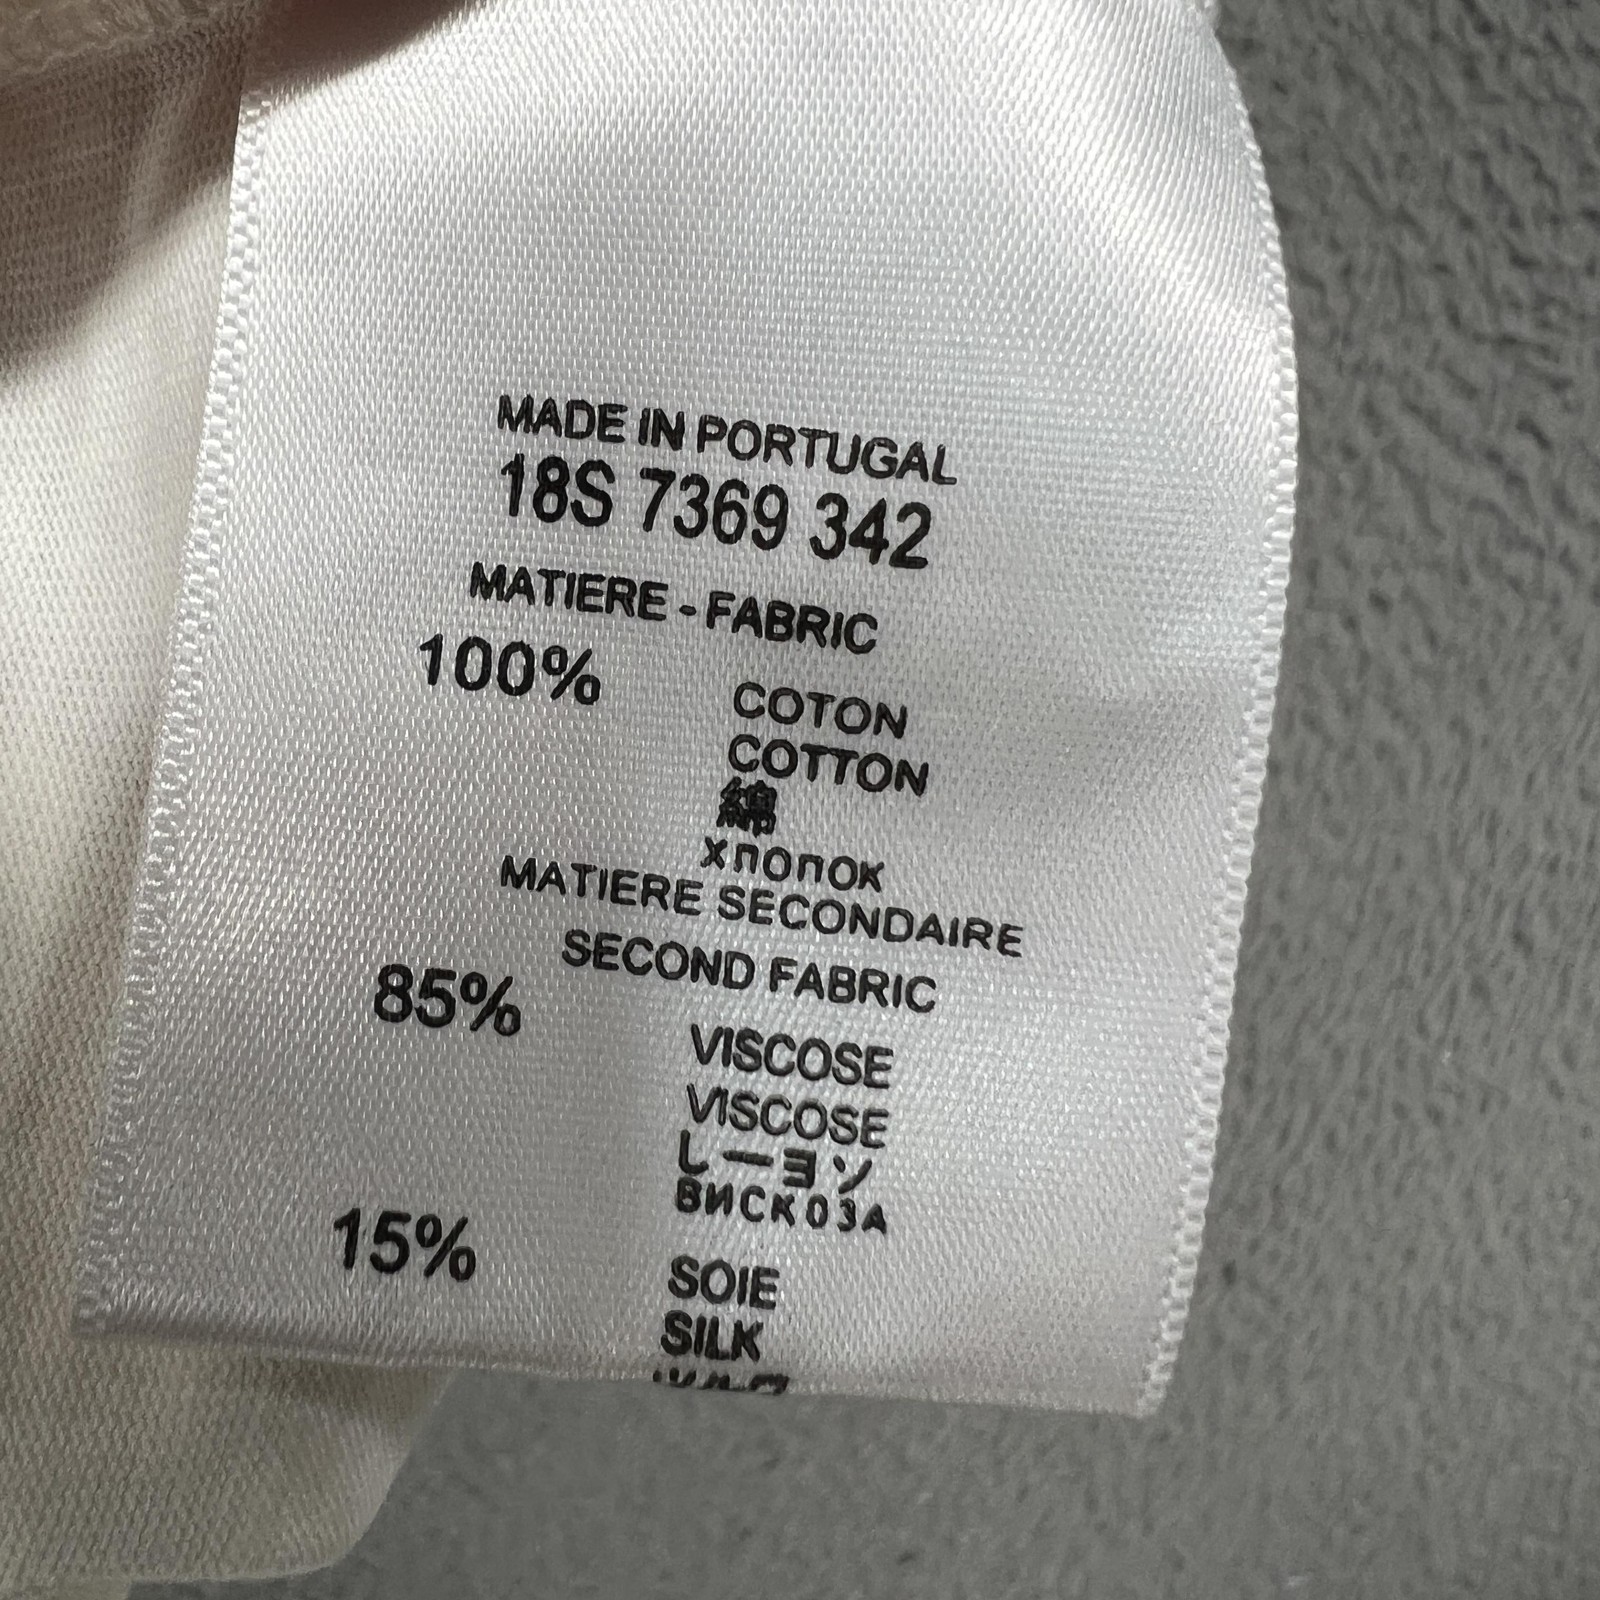 MADE IN PORTUGAL
18S 7369 342
MATIERE - FABRIC
100%
COTON
COTTON
綿
хлопок
MATIERE SECONDAIRE
SECOND FABRIC
85%
VISCOSE
VISCOSE
レーヨン
ВИСКОЗА
15%
SOIE
SILK